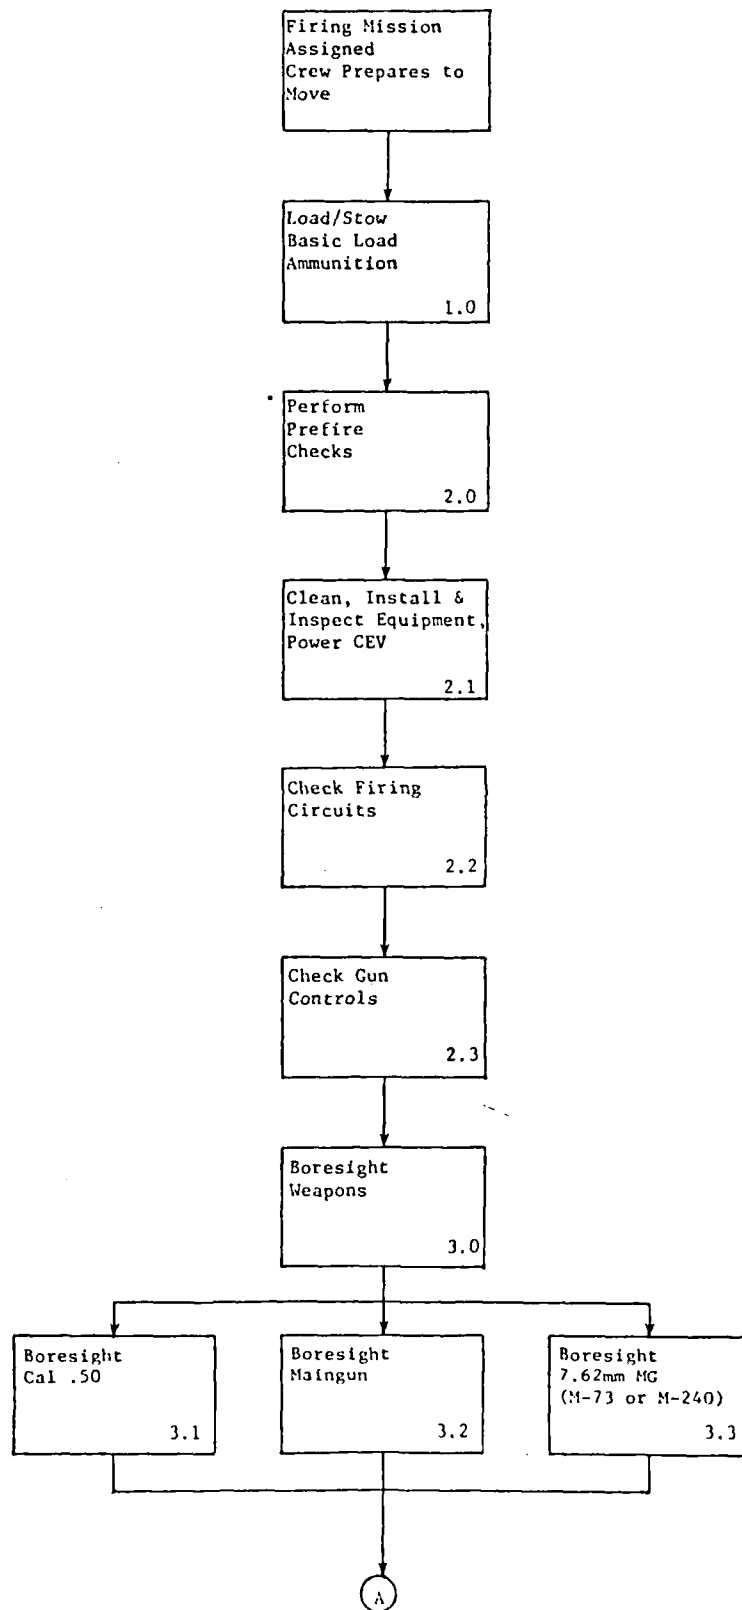 Firing Mission
Assigned
Crew Prepares to
Move
Load/Stow
Basic Load
Ammunition
1.0
Perform
Prefire
Checks
2.0
Clean, Install &
Inspect Equipment,
Power CEV
2.1
Check Firing
Circuits
2.2
Check Gun
Controls
2.3
Boresight
Weapons
3.0
Boresight
Cal .50
3.1
Boresight
Maingun
3.2
Boresight
7.62mm MG
(M-73 or M-240)
3.3
A